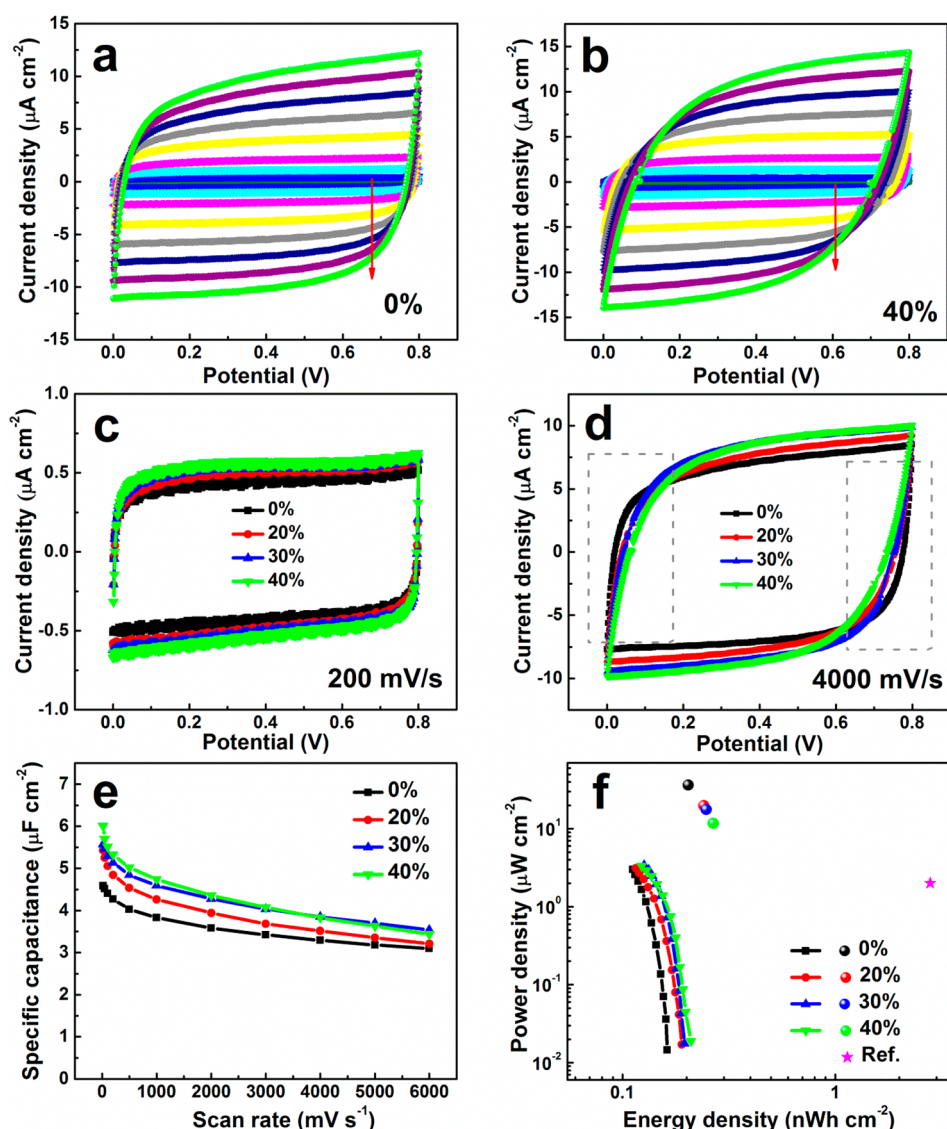 a
Current density (μA cm⁻²)
15
10
5
0
-5
-10
-15
0.0 0.2 0.4 0.6 0.8
Potential (V)
0%
b
Current density (μA cm⁻²)
15
10
5
0
-5
-10
-15
0.0 0.2 0.4 0.6 0.8
Potential (V)
40%
c
Current density (μA cm⁻²)
1.0
0.5
0.0
-0.5
-1.0
0%
20%
30%
40%
200 mV/s
0.0 0.2 0.4 0.6 0.8
Potential (V)
d
Current density (μA cm⁻²)
10
5
0
-5
-10
0%
20%
30%
40%
4000 mV/s
0.0 0.2 0.4 0.6 0.8
Potential (V)
e
Specific capacitance (μF cm⁻²)
7
6
5
4
3
2
1
0
0%
20%
30%
40%
0 1000 2000 3000 4000 5000 6000
Scan rate (mV s⁻¹)
f
Power density (μW cm⁻²)
10¹
10⁰
10⁻¹
10⁻²
0%
20%
30%
40%
Ref.
0.1 1
Energy density (nWh cm⁻²)